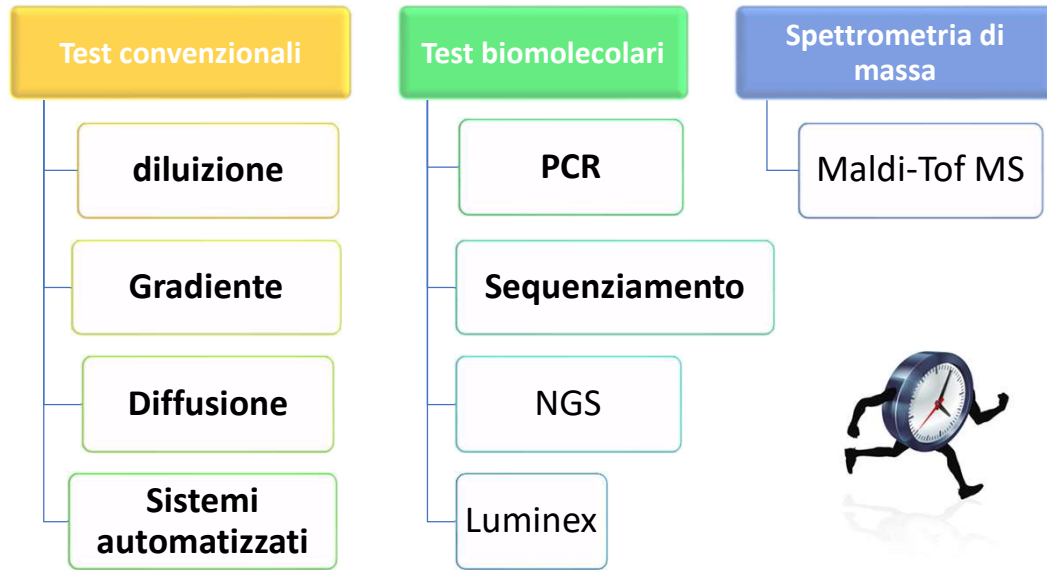 Test convenzionali
diluizione
Gradiente
Diffusione
Sistemi
automatizzati
Test biomolecolari
PCR
Sequenziamento
NGS
Luminex
Spettrometria di
massa
Maldi-Tof MS